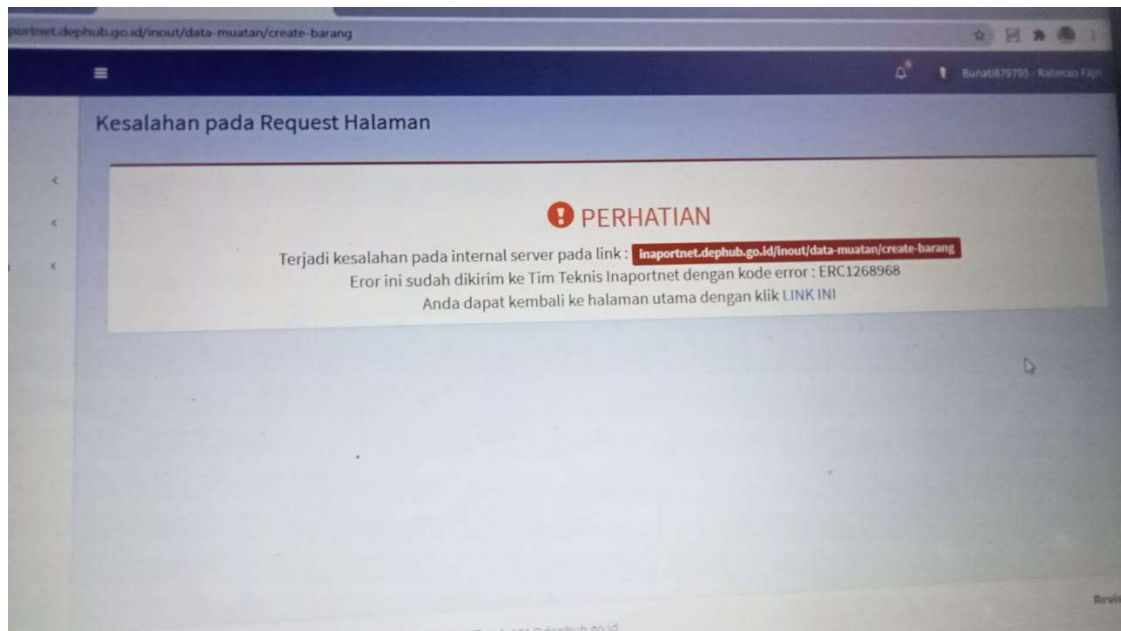 portnet.dephub.go.id/inout/data-muatan/create-barang
Kesalahan pada Request Halaman
PERHATIAN
Terjadi kesalahan pada internal server pada link : inaportnet.dephub.go.id/inout/data-muatan/create-barang
Eror ini sudah dikirim ke Tim Teknis Inaportnet dengan kode error : ERC1268968
Anda dapat kembali ke halaman utama dengan klik LINK INI
Revis